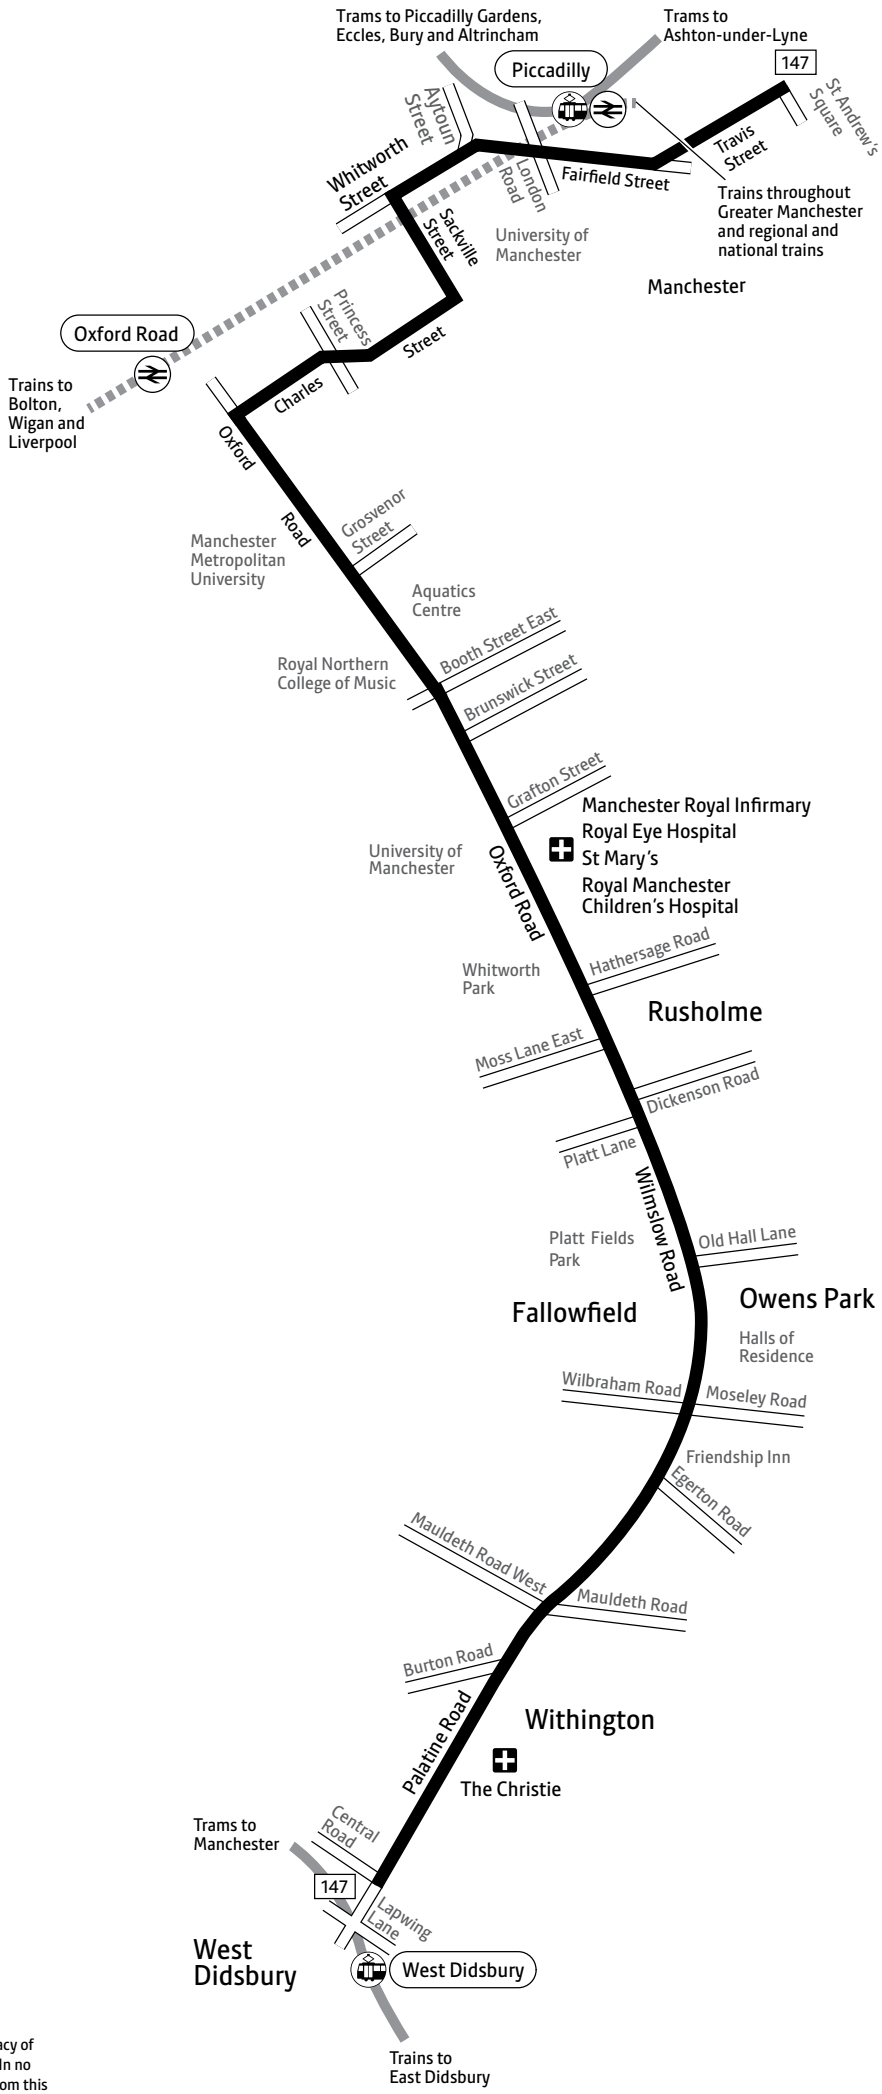 Trams to Piccadilly Gardens,
Eccles, Bury and Altrincham
Trams to
Ashton-under-Lyne
Piccadilly
147
St Andrew's
Square
Aytoun
Street
Travis
Street
Whitworth
Street
London
Road
Fairfield Street
Trains throughout
Greater Manchester
and regional and
national trains
Sackville
Street
University of
Manchester
Manchester
Princess
Street
Oxford Road
Street
Charles
Trains to
Bolton,
Wigan and
Liverpool
Oxford
Road
Grosvenor
Street
Manchester
Metropolitan
University
Aquatics
Centre
Booth Street East
Royal Northern
College of Music
Brunswick Street
Grafton Street
Manchester Royal Infirmary
Royal Eye Hospital
St Mary's
Royal Manchester
Children's Hospital
University of
Manchester
Oxford Road
Hathersage Road
Whitworth
Park
Rusholme
Moss Lane East
Dickenson Road
Platt Lane
Wilmslow Road
Platt Fields
Park
Old Hall Lane
Fallowfield
Owens Park
Halls of
Residence
Wilbraham Road
Moseley Road
Friendship Inn
Egerton Road
Mauldeth Road West
Mauldeth Road
Burton Road
Palatine Road
Withington
The Christie
Central
Road
Trams to
Manchester
147
Lapwing
Lane
West
Didsbury
West Didsbury
Trains to
East Didsbury
acy of
In no
om this